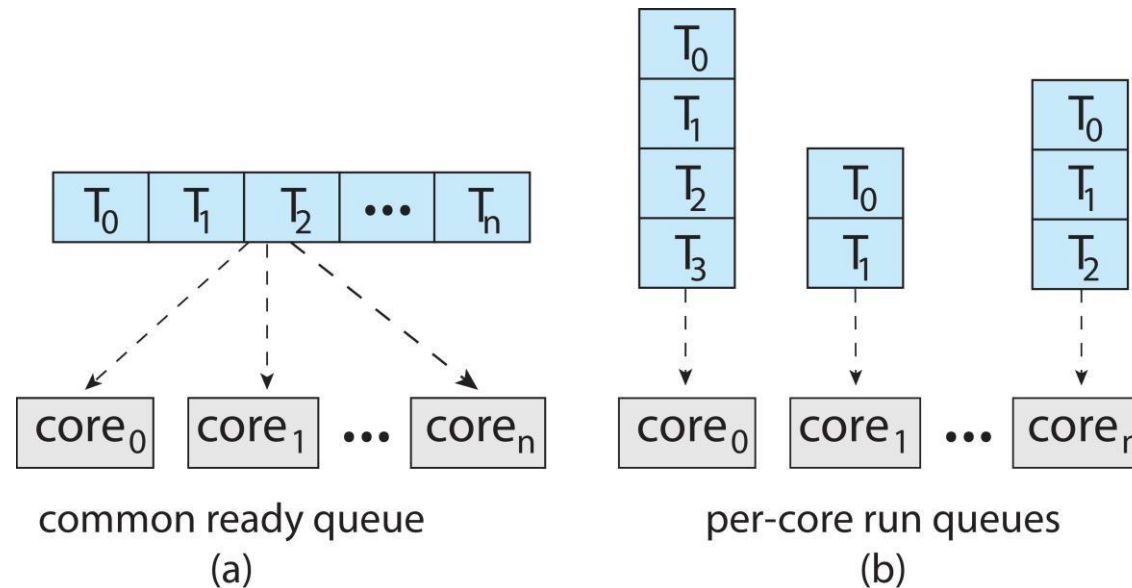 T0 T1 T2 ••• Tn
core0 core1 ••• coren
common ready queue
(a)
T0
T1
T2
T3
T0
T1
T0
T1
T2
core0 core1 ••• coren
per-core run queues
(b)